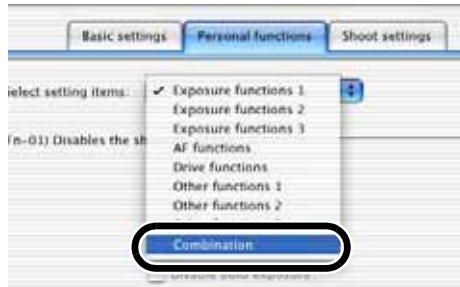 Basic settings Personal functions Shoot settings
elect setting items: ✔ Exposure functions 1
Exposure functions 2
Exposure functions 3
n-01) Disables the sh
AF functions
Drive functions
Other functions 1
Other functions 2
Combination